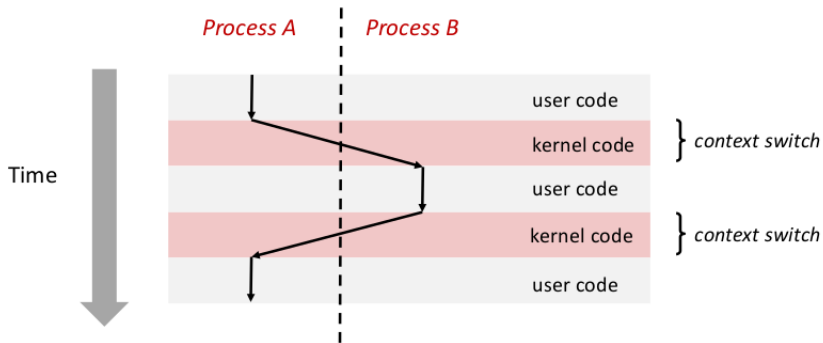 Process A
Process B
user code
kernel code
context switch
Time
user code
kernel code
context switch
user code